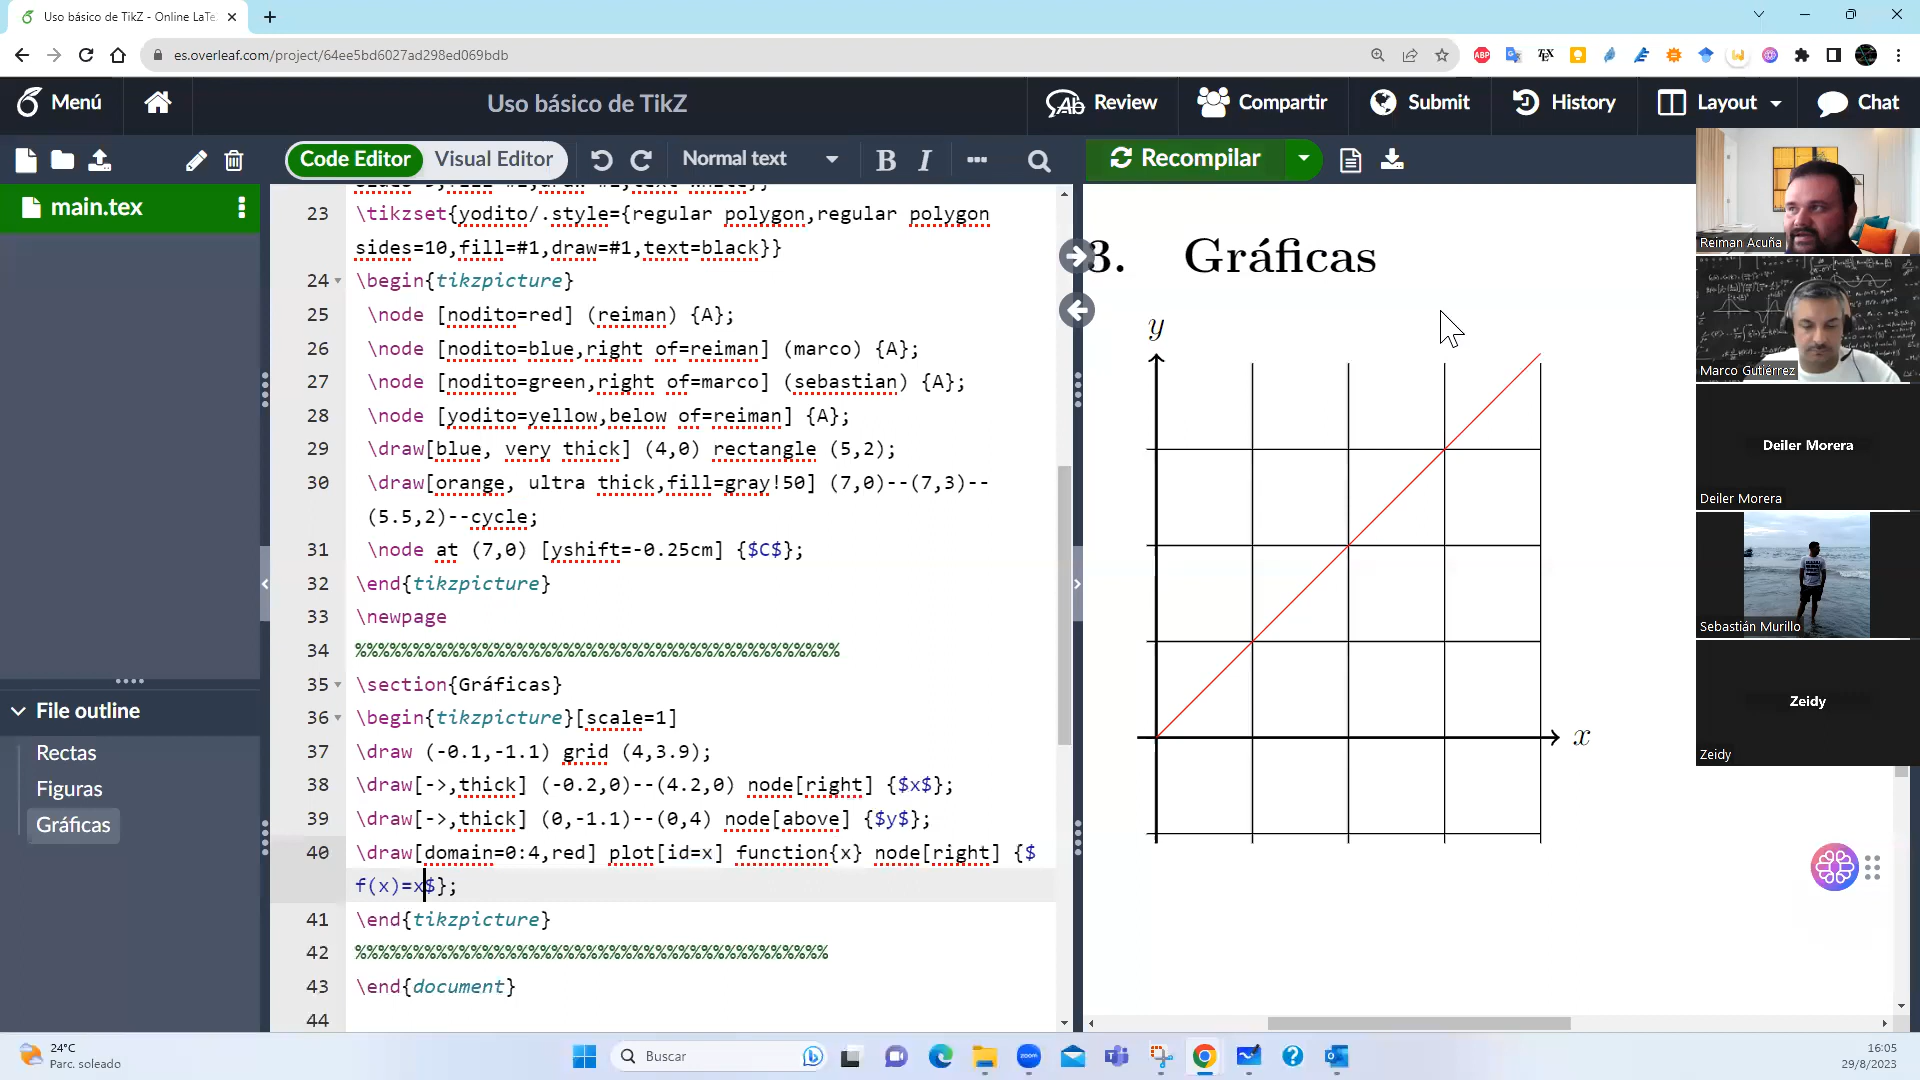 Uso básico de TikZ - Online LaTe
es.overleaf.com/project/64ee5bd6027ad298ed069bdb
ABP
TEX
Menú
Uso básico de TikZ
Review
Compartir
Submit
History
Layout
Chat
Code Editor
Visual Editor
Normal text
B
I
Recompilar
main.tex
23 \tikzset{yodito/.style={regular polygon,regular polygon
sides=10,fill=#1,draw=#1,text=black}}
24 \begin{tikzpicture}
25 \node [nodito=red] (reiman) {A};
26 \node [nodito=blue,right of=reiman] (marco) {A};
27 \node [nodito=green,right of=marco] (sebastian) {A};
28 \node [yodito=yellow,below of=reiman] {A};
29 \draw[blue, very thick] (4,0) rectangle (5,2);
30 \draw[orange, ultra thick,fill=gray!50] (7,0)--(7,3)--
(5.5,2)--cycle;
31 \node at (7,0) [yshift=-0.25cm] {$C$};
32 \end{tikzpicture}
33 \newpage
34 %%%%%%%%%%%%%%%%%%%%%%%%%%%%%%%%%%%%%%%%%%
35 \section{Gráficas}
36 \begin{tikzpicture}[scale=1]
37 \draw (-0.1,-1.1) grid (4,3.9);
38 \draw[->,thick] (-0.2,0)--(4.2,0) node[right] {$x$};
39 \draw[->,thick] (0,-1.1)--(0,4) node[above] {$y$};
40 \draw[domain=0:4,red] plot[id=x] function{x} node[right] {$
f(x)=x$};
41 \end{tikzpicture}
42 %%%%%%%%%%%%%%%%%%%%%%%%%%%%%%%%%%%%%%%%%
43 \end{document}
44
File outline
Rectas
Figuras
Gráficas
3. Gráficas
y
x
Reiman Acuña
Marco Gutiérrez
Deiler Morera
Deiler Morera
Sebastián Murillo
Zeidy
Zeidy
24°C
Parc. soleado
Buscar
zoom
16:05
29/8/2023